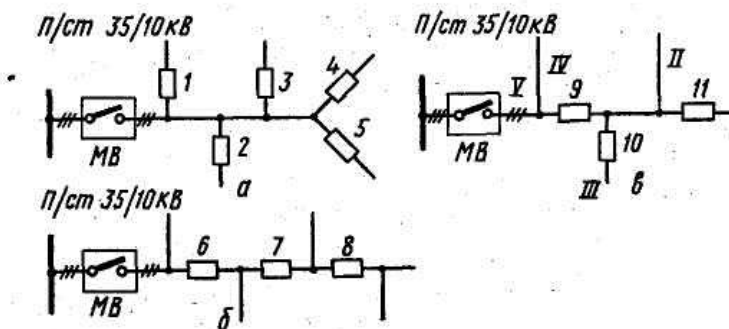 П/ст 35/10кВ
1
3
4
5
2
МВ
а
П/ст 35/10кВ
IV
II
V
9
11
10
МВ
III
в
П/ст 35/10кВ
6
7
8
МВ
б